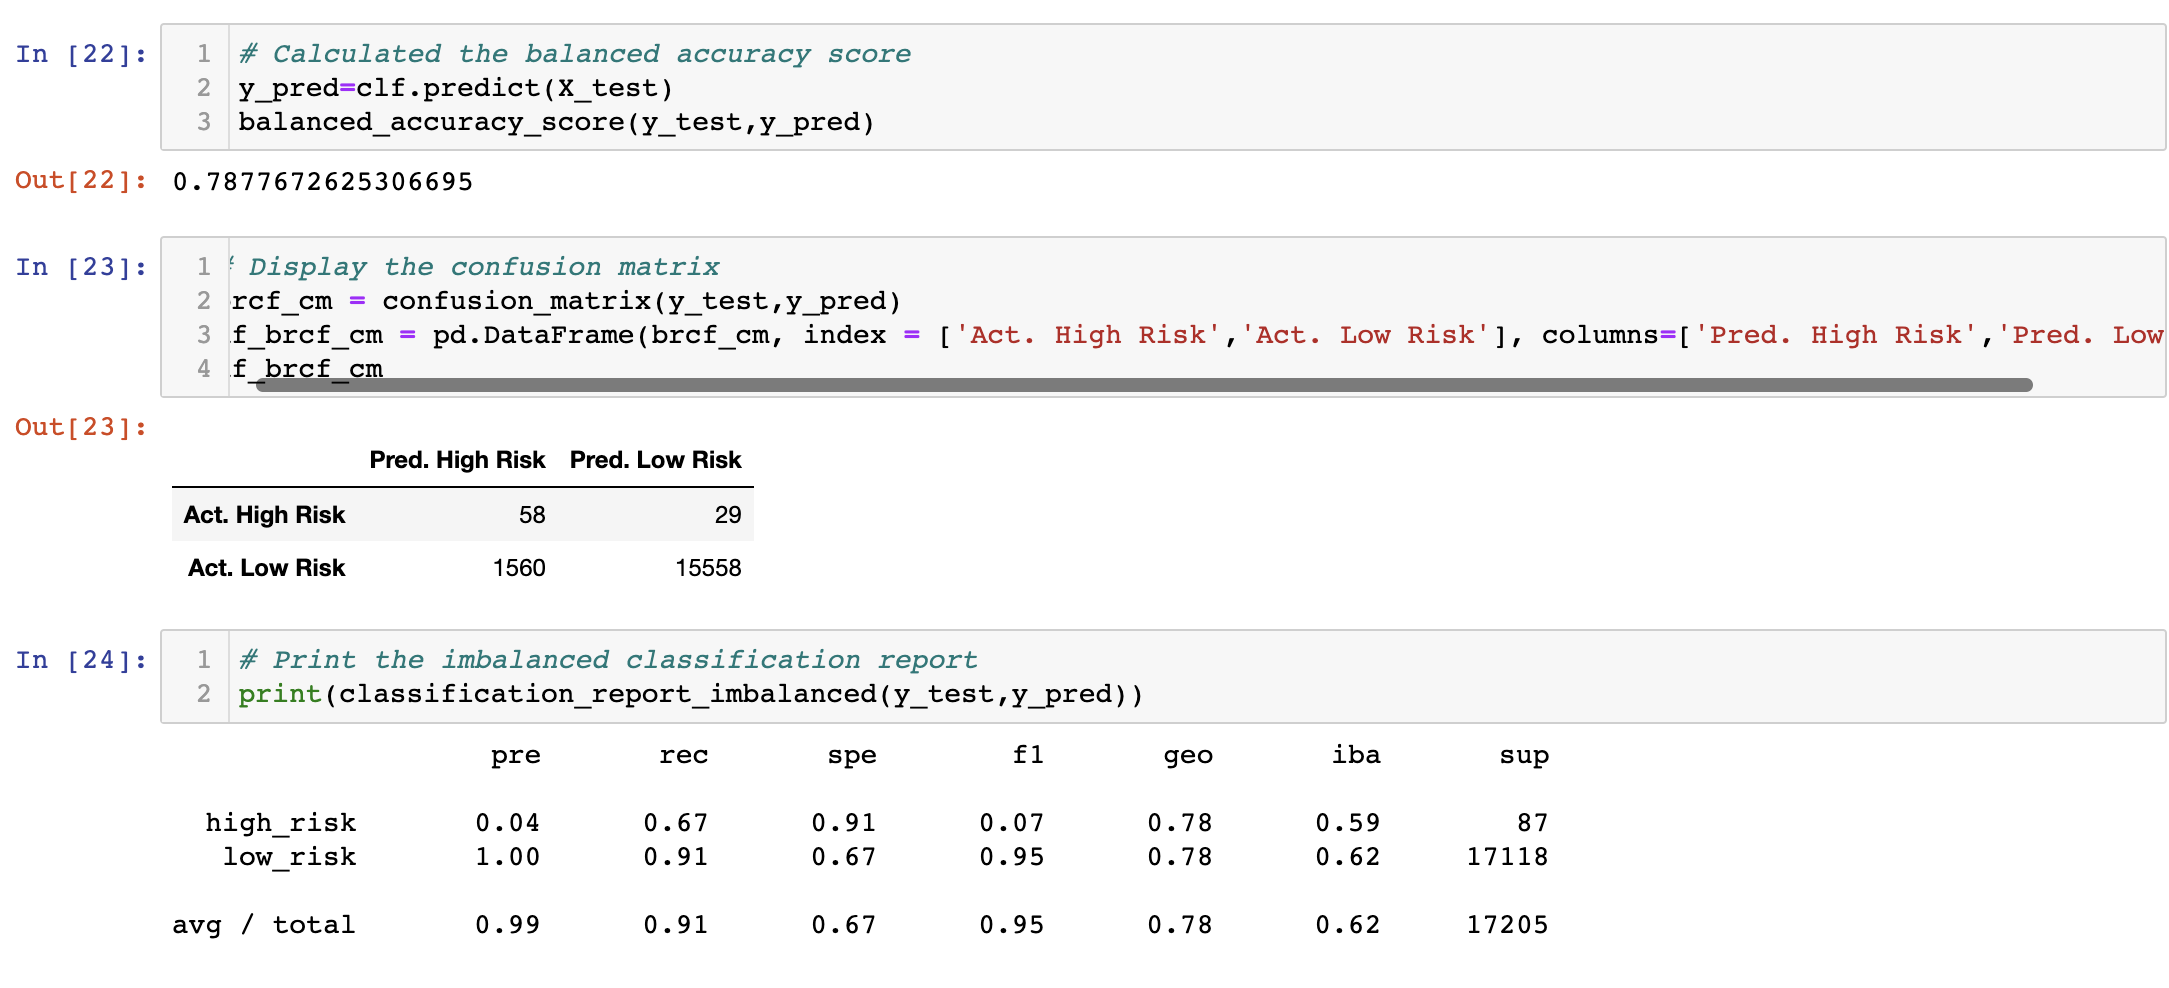 In [22]:
1 # Calculated the balanced accuracy score
2 y_pred=clf.predict(X_test)
3 balanced_accuracy_score(y_test,y_pred)
Out[22]: 0.7877672625306695
In [23]:
1 # Display the confusion matrix
2 rcf_cm = confusion_matrix(y_test,y_pred)
3 f_brcf_cm = pd.DataFrame(brcf_cm, index = ['Act. High Risk','Act. Low Risk'], columns=['Pred. High Risk','Pred. Low
4 f_brcf_cm
Out[23]:
Pred. High Risk Pred. Low Risk
Act. High Risk 58 29
Act. Low Risk 1560 15558
In [24]:
1 # Print the imbalanced classification report
2 print(classification_report_imbalanced(y_test,y_pred))
pre rec spe f1 geo iba sup
high_risk 0.04 0.67 0.91 0.07 0.78 0.59 87
low_risk 1.00 0.91 0.67 0.95 0.78 0.62 17118
avg / total 0.99 0.91 0.67 0.95 0.78 0.62 17205